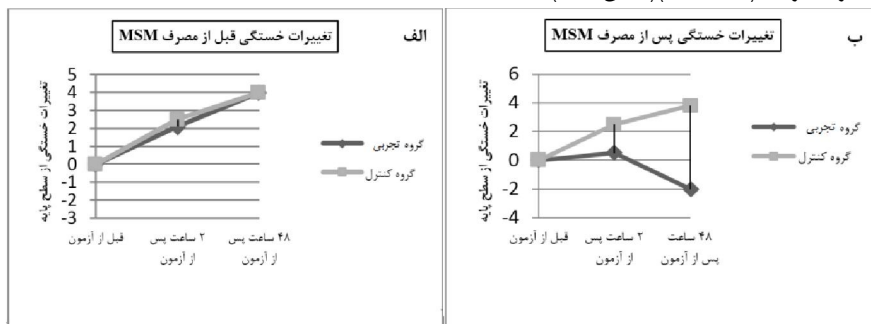 الف
تغییرات خستگی قبل از مصرف MSM
تغییرات خستگی از سطح پایه
5
4
3
2
1
0
-1
-2
-3
قبل از آزمون
۲ ساعت پس از آزمون
۴۸ ساعت پس از آزمون
گروه تجربی
گروه کنترل
ب
تغییرات خستگی پس از مصرف MSM
تغییرات خستگی از سطح پایه
6
4
2
0
-2
-4
قبل از آزمون
۲ ساعت پس از آزمون
۴۸ ساعت پس از آزمون
گروه تجربی
گروه کنترل